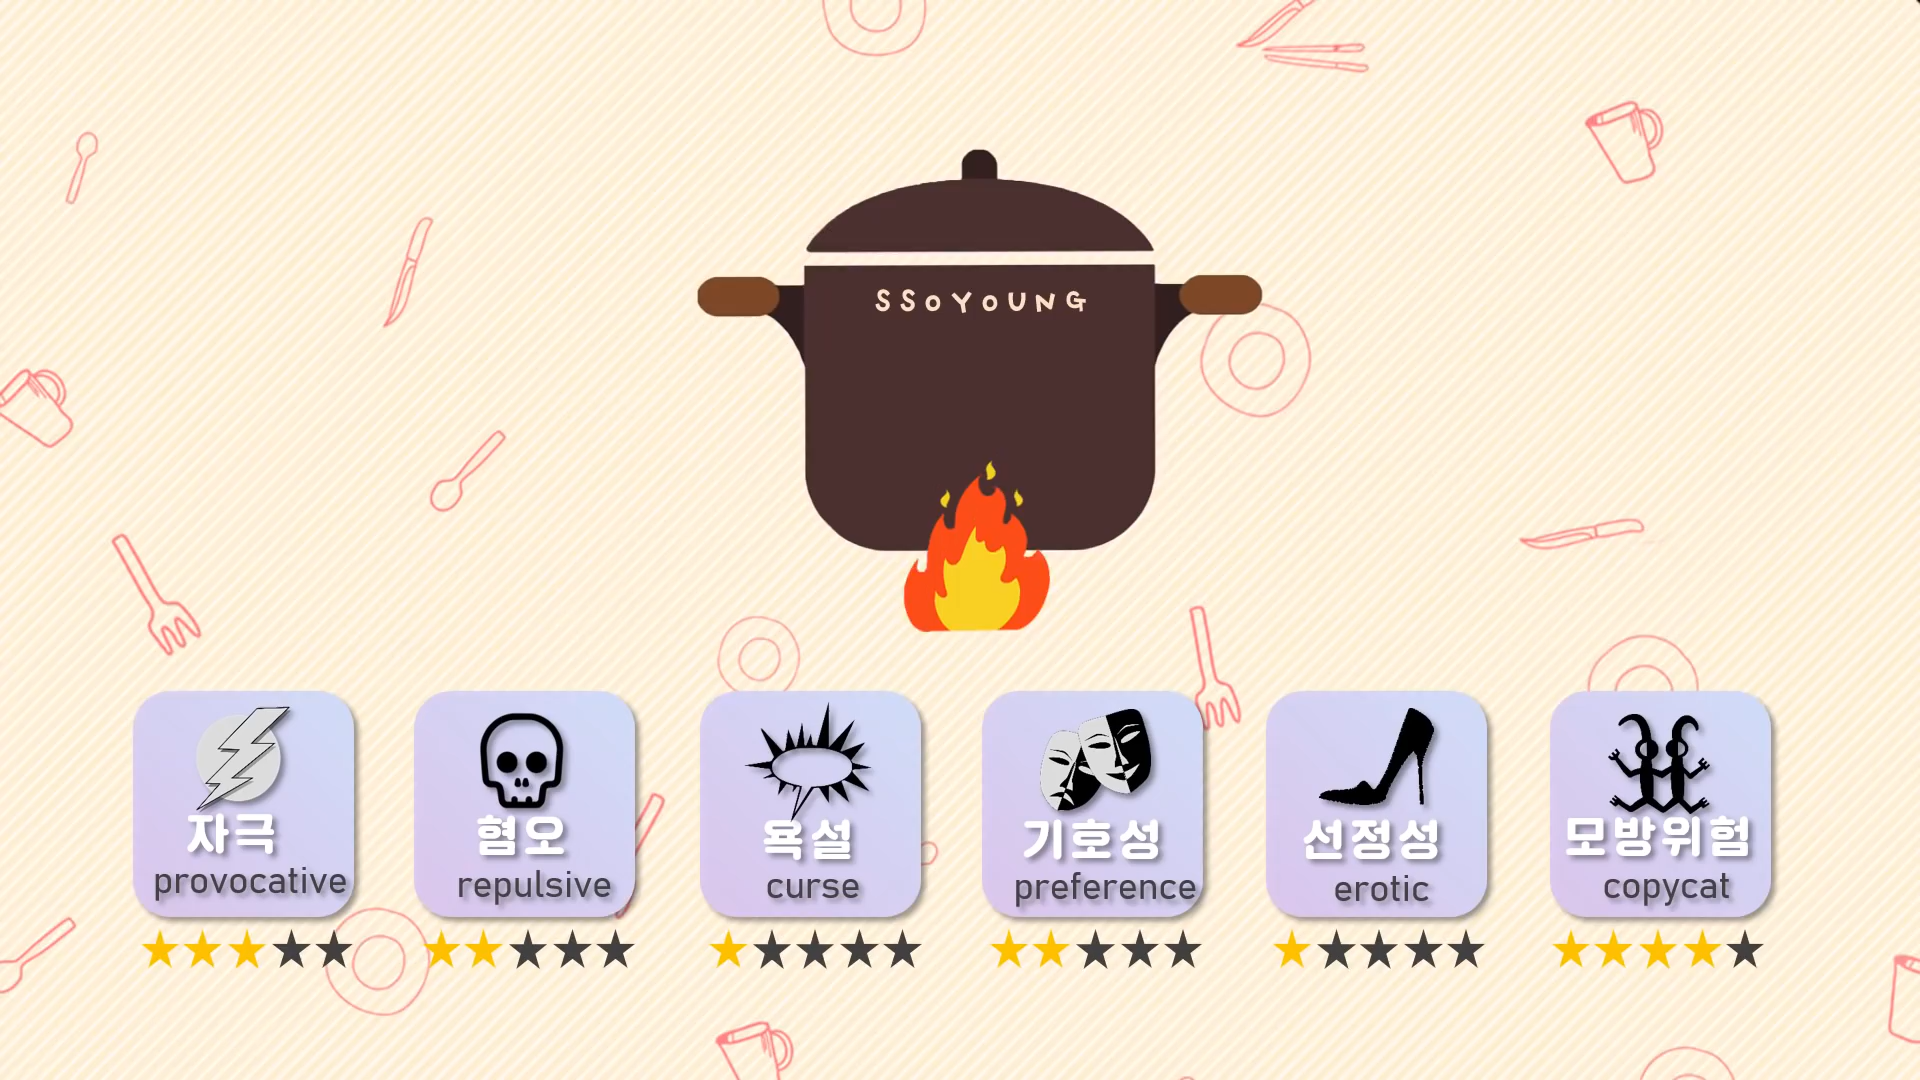 SSoYoUNG
자극
provocative
혐오
repulsive
욕설
curse
기호성
preference
선정성
erotic
모방위험
copycat